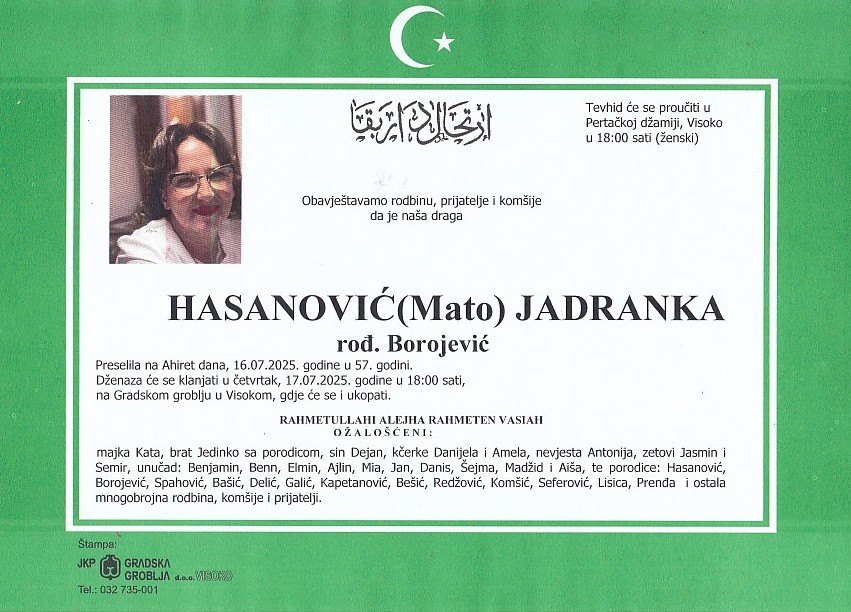 ارتحال دار بقا
Tevhid će se proučiti u
Pertačkoj džamiji, Visoko
u 18:00 sati (ženski)
Obavještavamo rodbinu, prijatelje i komšije
da je naša draga
HASANOVIĆ(Mato) JADRANKA
rođ. Borojević
Preselila na Ahiret dana, 16.07.2025. godine u 57. godini.
Dženaza će se klanjati u četvrtak, 17.07.2025. godine u 18:00 sati,
na Gradskom groblju u Visokom, gdje će se i ukopati.
RAHMETULLAHI ALEJHA RAHMETEN VASIAH
OŽALOŠĆENI:
majka Kata, brat Jedinko sa porodicom, sin Dejan, kčerke Danijela i Amela, nevjesta Antonija, zetovi Jasmin i
Semir, unučad: Benjamin, Benn, Elmin, Ajlin, Mia, Jan, Danis, Šejma, Madžid i Aiša, te porodice: Hasanović,
Borojević, Spahović, Bašić, Delić, Galić, Kapetanović, Bešić, Redžović, Komšić, Seferović, Lisica, Prenđa i ostala
mnogobrojna rodbina, komšije i prijatelji.
Štampa:
JKP GRADSKA
GROBLJA d.o.o. VISOKO
Tel.: 032 735-001